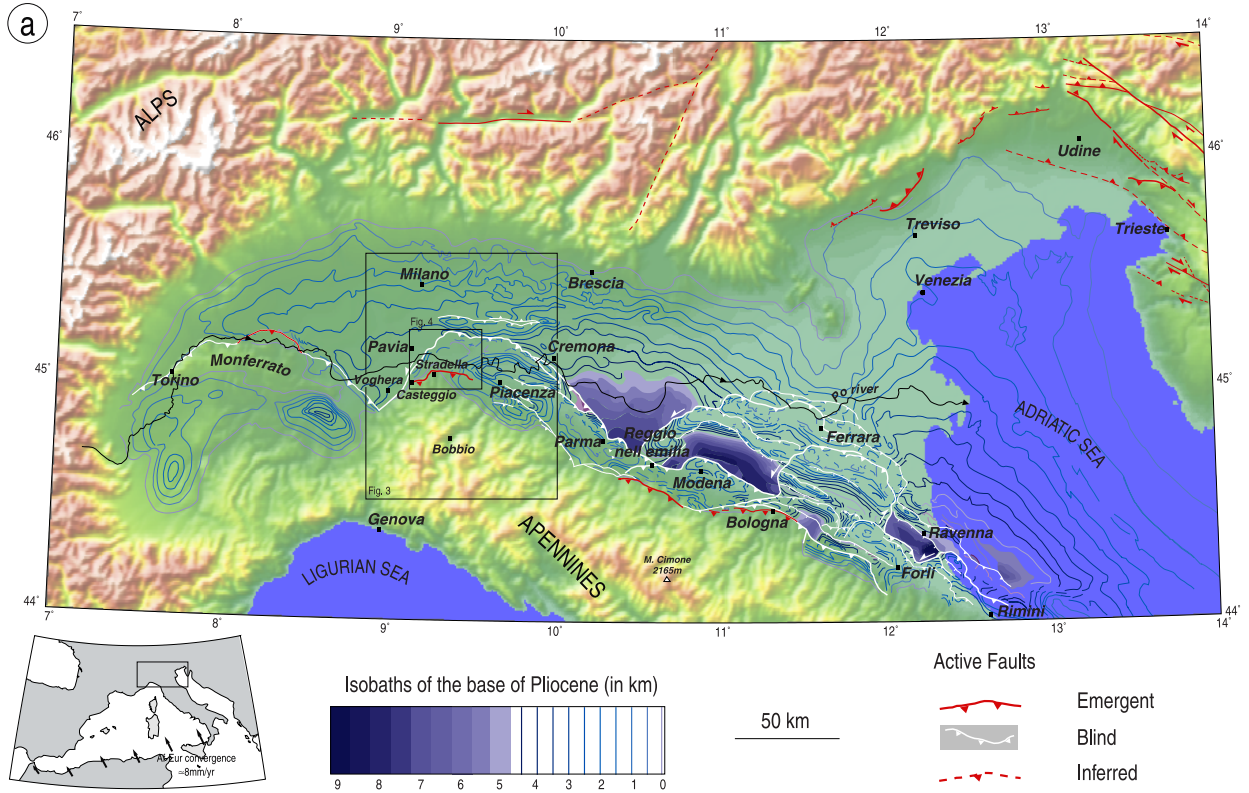 a
7° 8° 9° 10° 11° 12° 13° 14°
ALPS
46°
46°
Udine
Treviso
Trieste
Venezia
Milano
Brescia
Fig. 4
Pavia
Cremona
Stradella
45°
45°
Monferrato
Torino
Voghera
Casteggio
Piacenza
Po river
ADRIATIC SEA
Parma
Reggio
nell emilia
Ferrara
Bobbio
Modena
Fig. 3
Genova
Bologna
Ravenna
APENNINES
M. Cimone
2165m
LIGURIAN SEA
Forli
Rimini
44°
44°
7° 8° 9° 10° 11° 12° 13° 14°
Af-Eur convergence
≃8mm/yr
Isobaths of the base of Pliocene (in km)
9 8 7 6 5 4 3 2 1 0
50 km
Active Faults
Emergent
Blind
Inferred